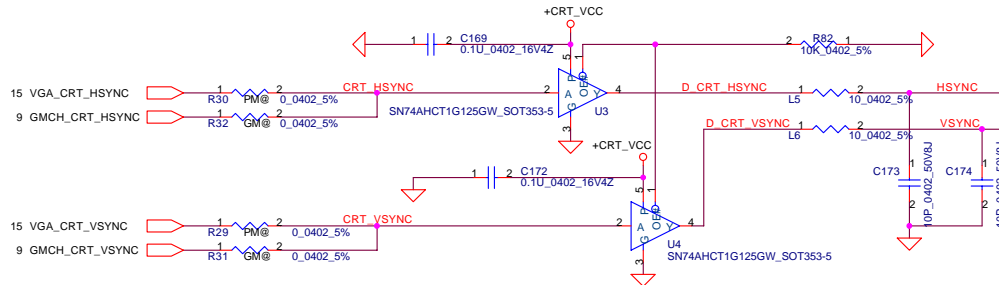 +CRT_VCC
1 2 C169
0.1U_0402_16V4Z
R82
2 1
10K_0402_5%
5 1
P OE#
15 VGA_CRT_HSYNC 1 2 CRT_HSYNC 2 A Y 4 D_CRT_HSYNC 1 2 HSYNC
R30 PM@ 0_0402_5% G U3 L5 10_0402_5%
9 GMCH_CRT_HSYNC 1 2 SN74AHCT1G125GW_SOT353-5
R32 GM@ 0_0402_5% 3
D_CRT_VSYNC 1 2 VSYNC
L6 10_0402_5%
+CRT_VCC
1 2 C172
0.1U_0402_16V4Z
C173 1 2 10P_0402_50V8J
C174 1 2
5 1
P OE#
15 VGA_CRT_VSYNC 1 2 CRT_VSYNC 2 A Y 4
R29 PM@ 0_0402_5% G U4
9 GMCH_CRT_VSYNC 1 2 SN74AHCT1G125GW_SOT353-5
R31 GM@ 0_0402_5% 3